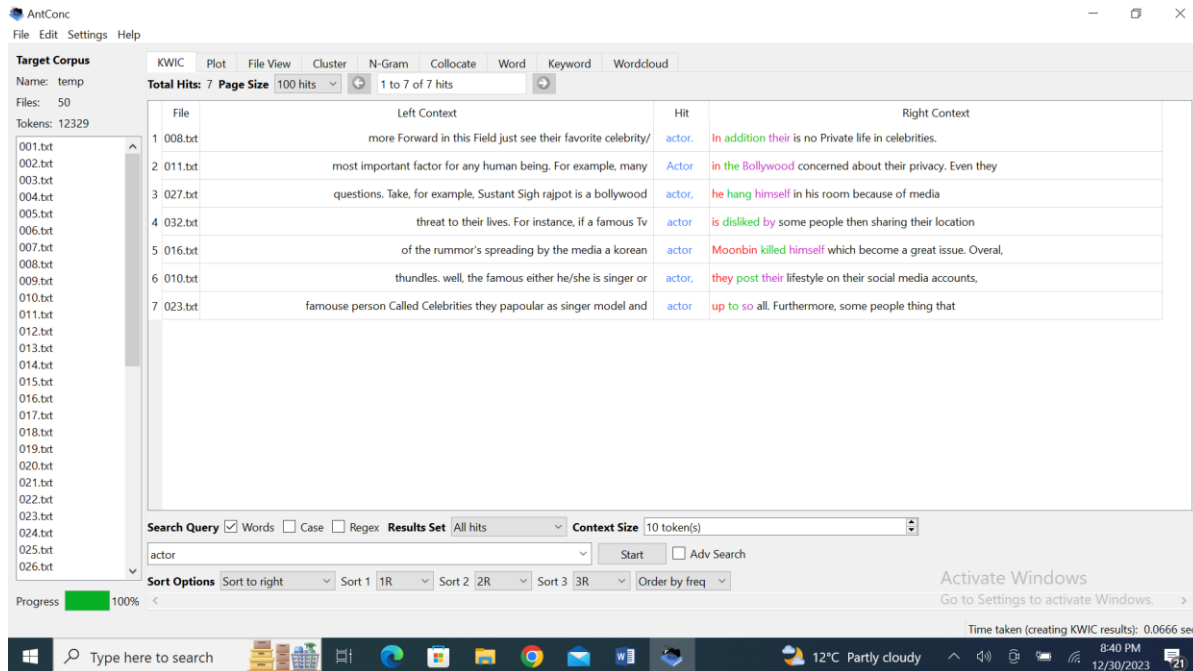 AntConc
File Edit Settings Help
Target Corpus
Name: temp
Files: 50
Tokens: 12329
001.txt
002.txt
003.txt
004.txt
005.txt
006.txt
007.txt
008.txt
009.txt
010.txt
011.txt
012.txt
013.txt
014.txt
015.txt
016.txt
017.txt
018.txt
019.txt
020.txt
021.txt
022.txt
023.txt
024.txt
025.txt
026.txt
Progress 100%
KWIC Plot File View Cluster N-Gram Collocate Word Keyword Wordcloud
Total Hits: 7 Page Size 100 hits 1 to 7 of 7 hits
File Left Context Hit Right Context
1 008.txt more Forward in this Field just see their favorite celebrity/ actor. In addition their is no Private life in celebrities.
2 011.txt most important factor for any human being. For example, many Actor in the Bollywood concerned about their privacy. Even they
3 027.txt questions. Take, for example, Sustant Sigh rajpot is a bollywood actor, he hang himself in his room because of media
4 032.txt threat to their lives. For instance, if a famous Tv actor is disliked by some people then sharing their location
5 016.txt of the rummor's spreading by the media a korean actor Moonbin killed himself which become a great issue. Overal,
6 010.txt thundles. well, the famous either he/she is singer or actor, they post their lifestyle on their social media accounts,
7 023.txt famouse person Called Celebrities they papoular as singer model and actor up to so all. Furthermore, some people thing that
Search Query Words Case Regex Results Set All hits Context Size 10 token(s)
actor Start Adv Search
Sort Options Sort to right Sort 1 1R Sort 2 2R Sort 3 3R Order by freq
Activate Windows
Go to Settings to activate Windows.
Time taken (creating KWIC results): 0.0666 sec
Type here to search
12°C Partly cloudy
8:40 PM
12/30/2023
21